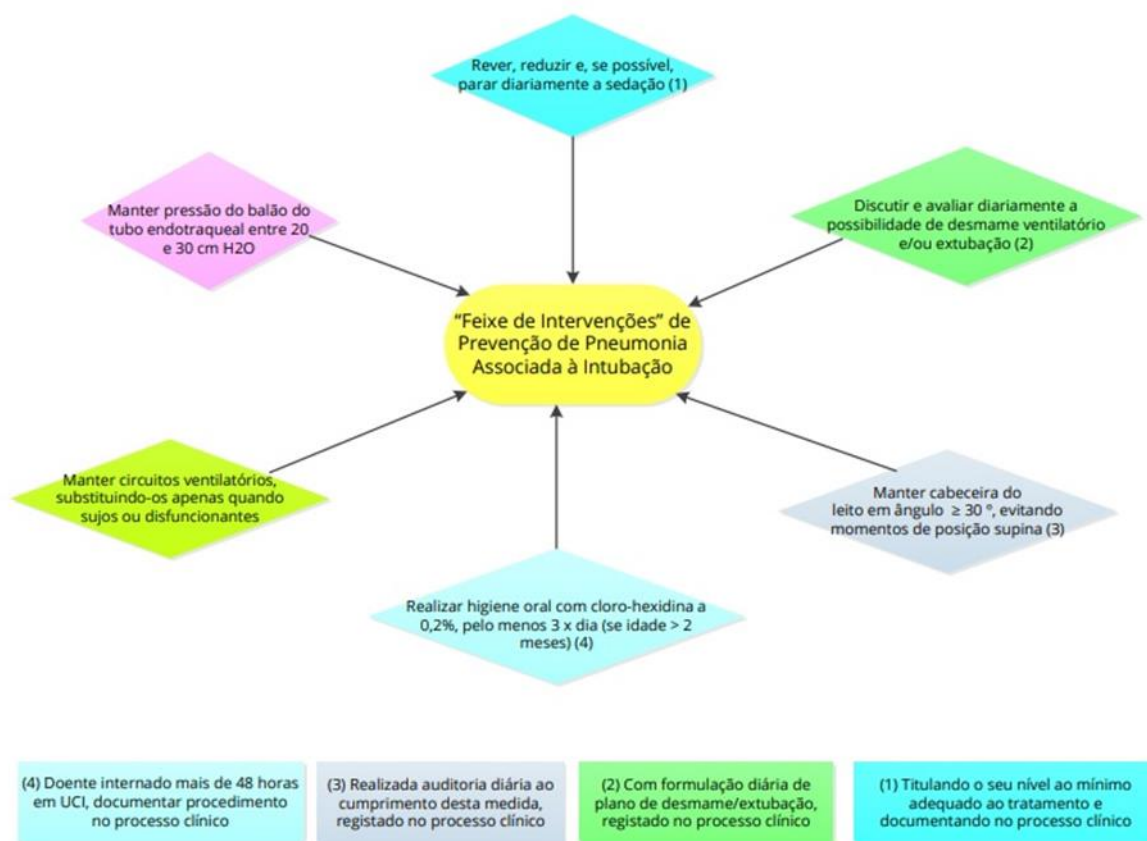 Rever, reduzir e, se possível,
parar diariamente a sedação (1)
Manter pressão do balão do
tubo endotraqueal entre 20
e 30 cm H2O
Discutir e avaliar diariamente a
possibilidade de desmame ventilatório
e/ou extubação (2)
“Feixe de Intervenções” de
Prevenção de Pneumonia
Associada à Intubação
Manter circuitos ventilatórios,
substituindo-os apenas quando
sujos ou disfuncionantes
Manter cabeceira do
leito em ângulo ≥ 30 º, evitando
momentos de posição supina (3)
Realizar higiene oral com cloro-hexidina a
0,2%, pelo menos 3 x dia (se idade > 2
meses) (4)
(4) Doente internado mais de 48 horas
em UCI, documentar procedimento
no processo clínico
(3) Realizada auditoria diária ao
cumprimento desta medida,
registado no processo clínico
(2) Com formulação diária de
plano de desmame/extubação,
registado no processo clínico
(1) Titulando o seu nível ao mínimo
adequado ao tratamento e
documentando no processo clínico